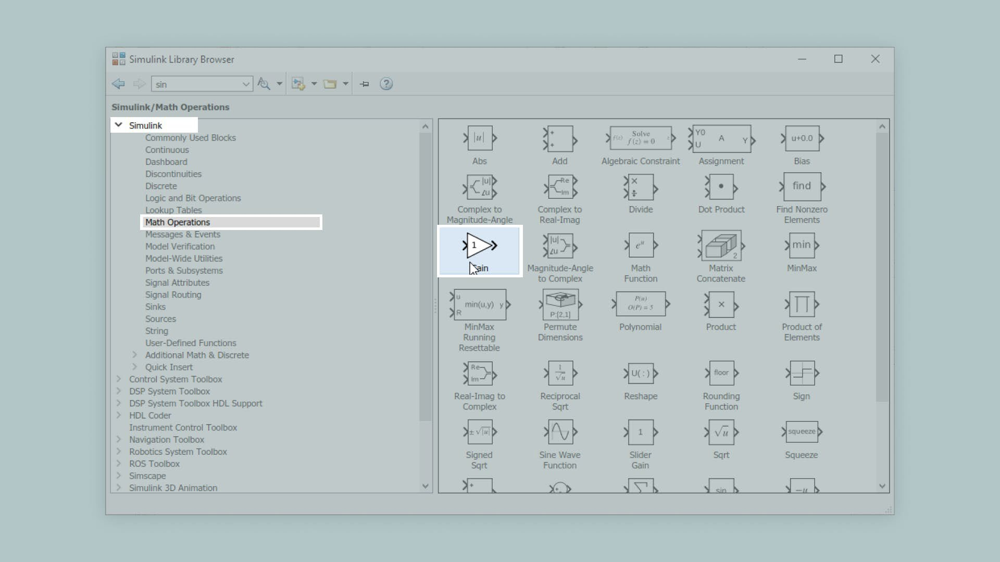 Simulink Library Browser
sin
Simulink/Math Operations
Simulink
Commonly Used Blocks
Continuous
Dashboard
Discontinuities
Discrete
Logic and Bit Operations
Lookup Tables
Math Operations
Messages & Events
Model Verification
Model-Wide Utilities
Ports & Subsystems
Signal Attributes
Signal Routing
Sinks
Sources
String
User-Defined Functions
Additional Math & Discrete
Quick Insert
Control System Toolbox
DSP System Toolbox
DSP System Toolbox HDL Support
HDL Coder
Instrument Control Toolbox
Navigation Toolbox
Robotics System Toolbox
ROS Toolbox
Simscape
Simulink 3D Animation
|u|
+
+
f(z) Solve z
f(z) = 0
Y0 A Y
U
u+0.0
Abs Add Algebraic Constraint Assignment Bias
|u|
∠u
Re
Im
×
÷
find
Complex to Complex to Divide Dot Product Find Nonzero
Magnitude-Angle Real-Imag Elements
1
|u|
∠u
e^u
2
min
ain Magnitude-Angle Math Matrix MinMax
to Complex Function Concatenate
u
min(u,y) y
R
P:[2,1]
P(u)
O(P) = 5
×
∏
MinMax Permute Polynomial Product Product of
Running Dimensions Elements
Resettable
Re
Im
1
√u
U( : )
floor
Real-Imag to Reciprocal Reshape Rounding Sign
Complex Sqrt Function
± √|u|
1
√u
squeeze
Signed Sine Wave Slider Sqrt Squeeze
Sqrt Function Gain
+
+
Σ
sin
−u